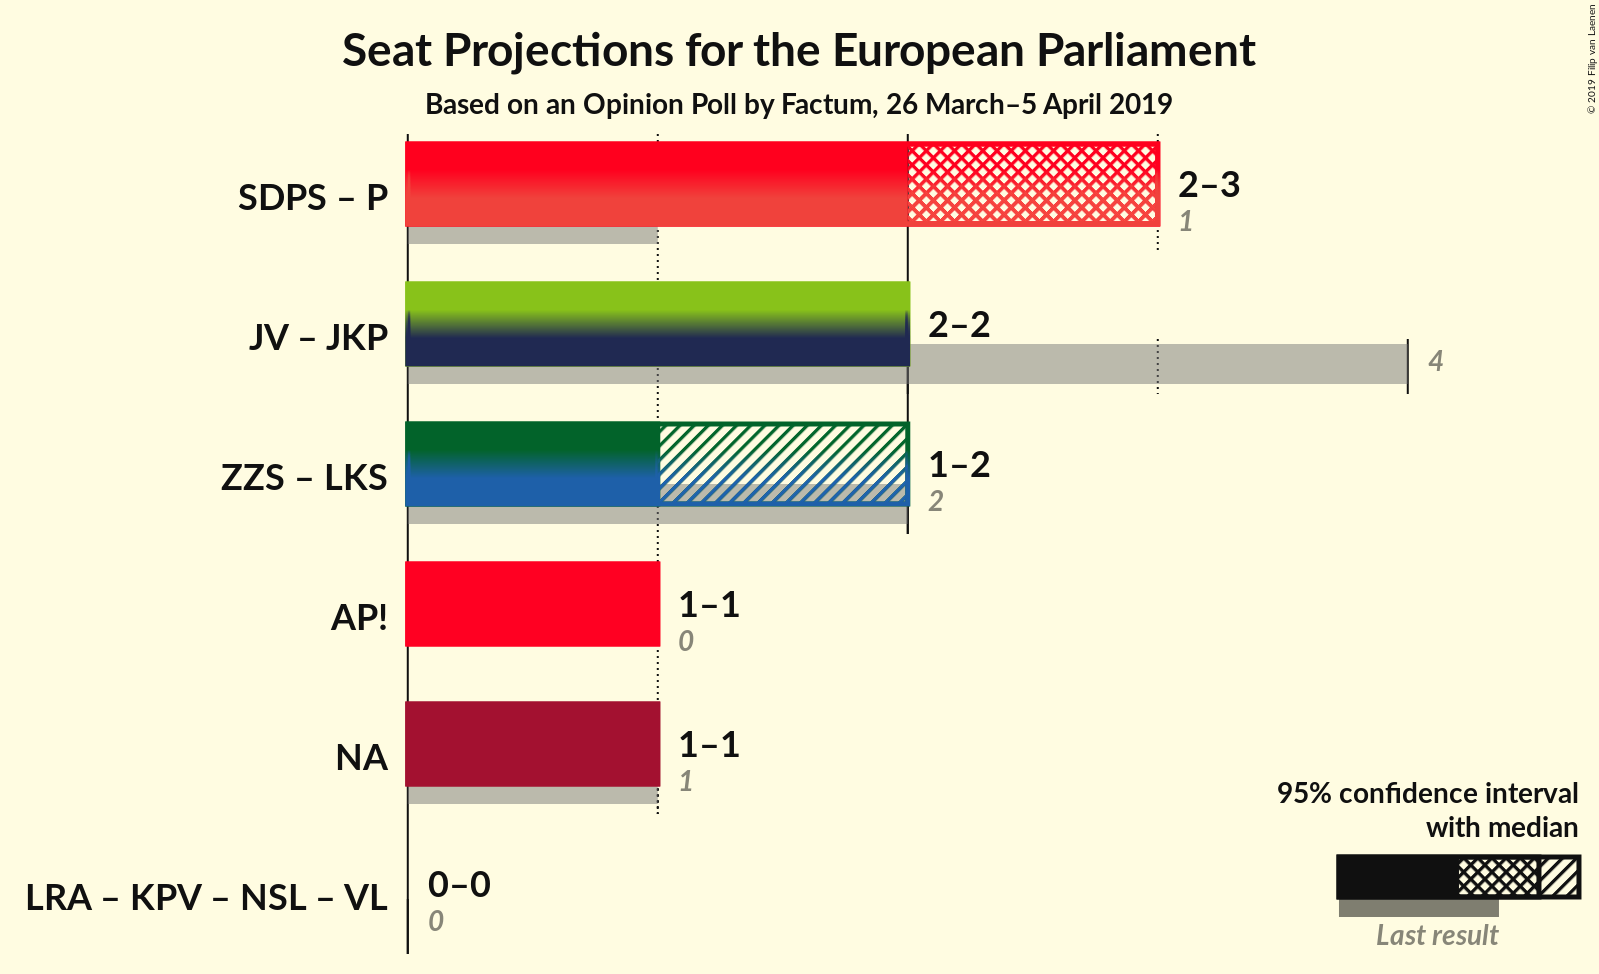 Seat Projections for the European Parliament
Based on an Opinion Poll by Factum, 26 March–5 April 2019
© 2019 Filip van Laenen
SDPS – P
2–3
1
JV – JKP
2–2
4
ZZS – LKS
1–2
2
AP!
1–1
0
NA
1–1
1
LRA – KPV – NSL – VL
0–0
0
95% confidence interval
with median
Last result